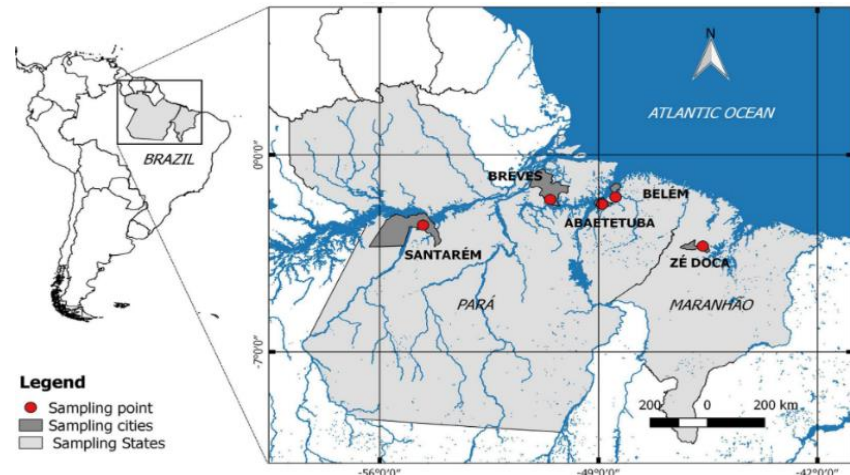 N
ATLANTIC OCEAN
BRAZIL
0°0'0"
BREVES
BELÉM
ABAETETUBA
SANTARÉM
ZÉ DOCA
PARÁ
MARANHÃO
-7°0'0"
Legend
Sampling point
Sampling cities
Sampling States
200 0 200 km
-56°0'0" -49°0'0" -42°0'0"